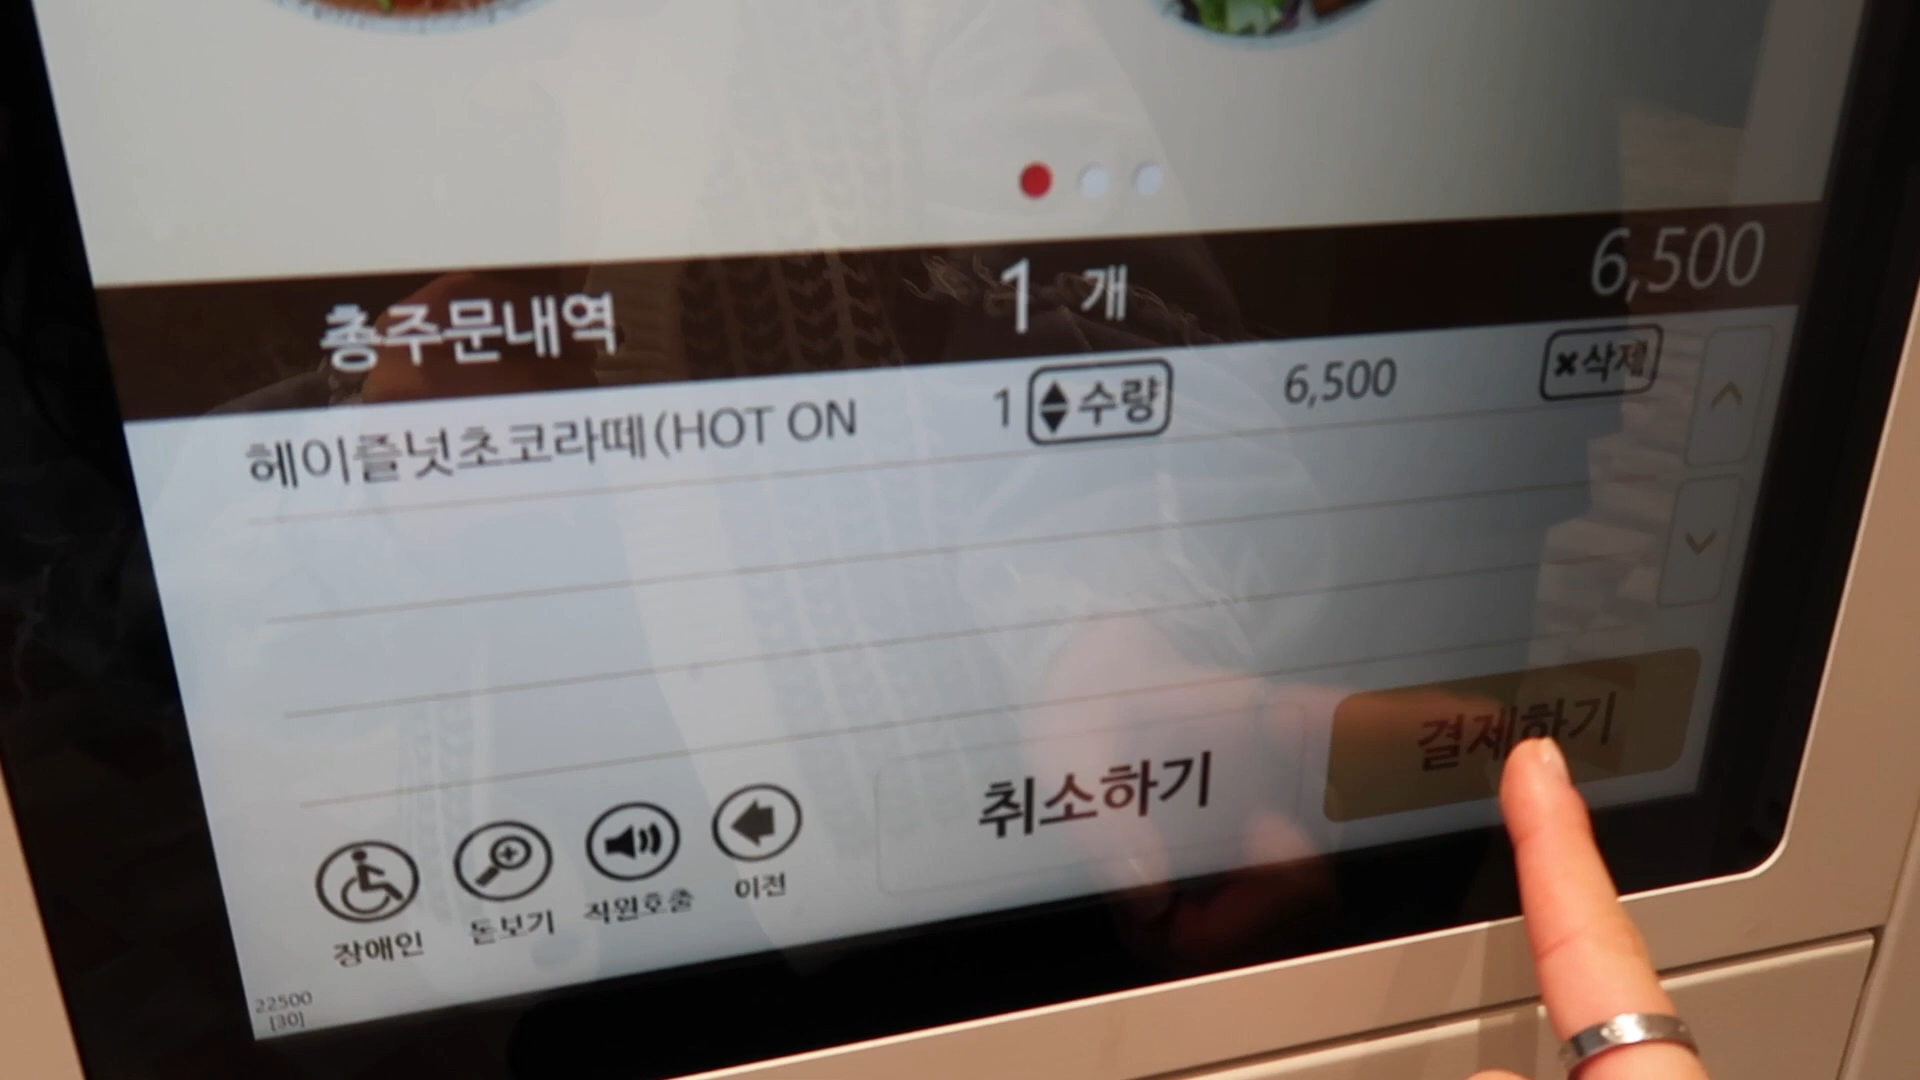 총주문내역 1 개 6,500
헤이즐넛초코라떼(HOT ON 1 수량 6,500 ×삭제
취소하기 결제하기
장애인 돋보기 직원호출 이전
22500
[30]